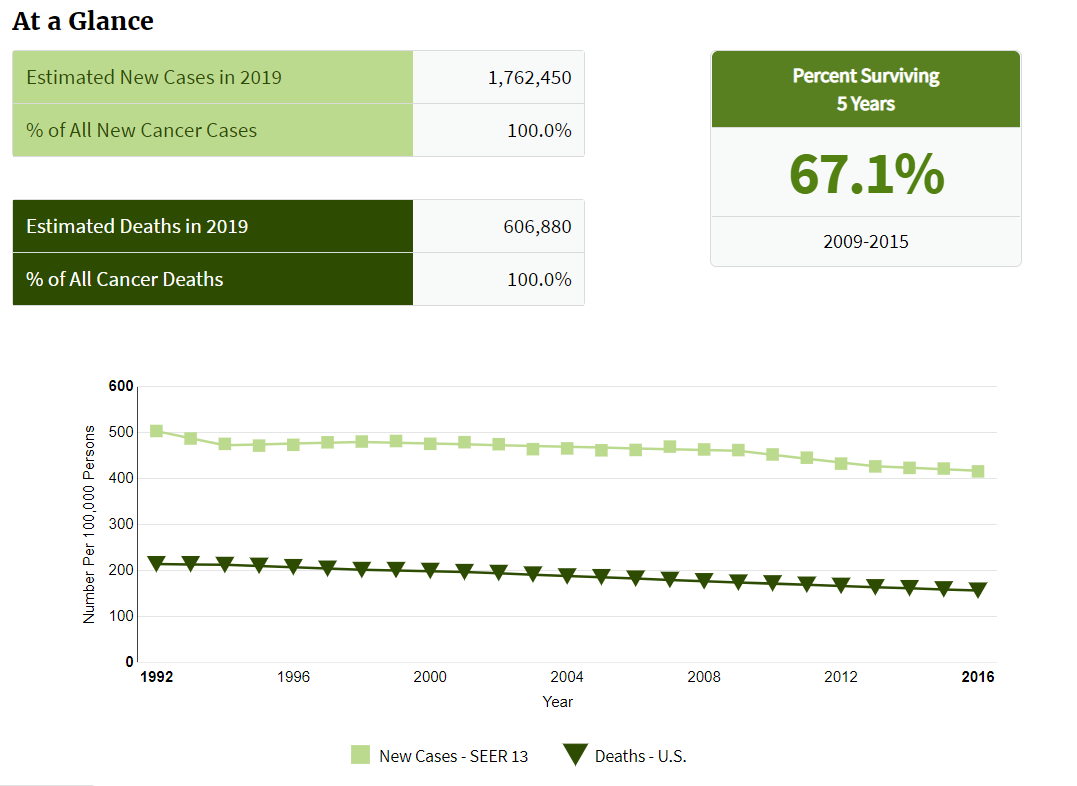 At a Glance
Estimated New Cases in 2019 1,762,450
% of All New Cancer Cases 100.0%
Estimated Deaths in 2019 606,880
% of All Cancer Deaths 100.0%
Percent Surviving
5 Years
67.1%
2009-2015
Number Per 100,000 Persons
600
500
400
300
200
100
0
1992 1996 2000 2004 2008 2012 2016
Year
New Cases - SEER 13 Deaths - U.S.